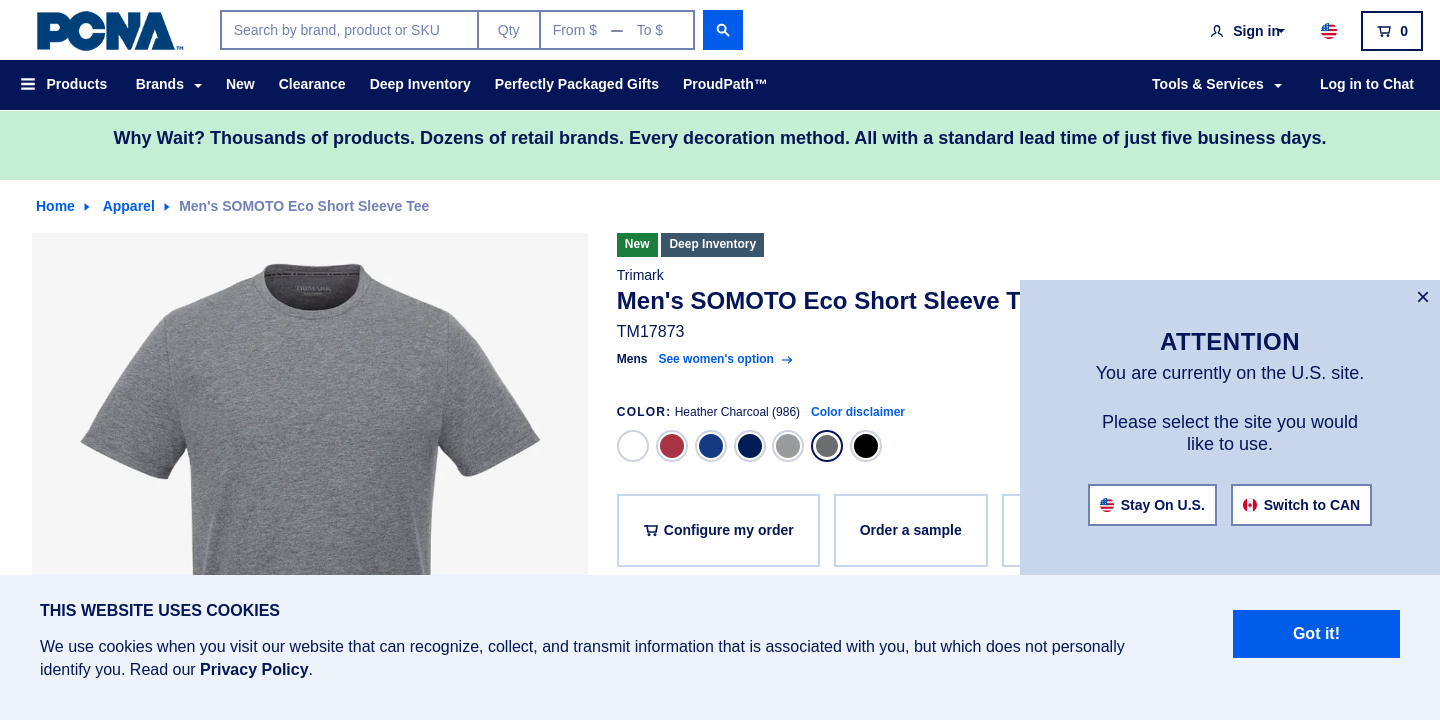 PCNA™
Search by brand, product or SKU
Qty
From $ — To $
Sign in
0
Products
Brands
New
Clearance
Deep Inventory
Perfectly Packaged Gifts
ProudPath™
Tools & Services
Log in to Chat
Why Wait? Thousands of products. Dozens of retail brands. Every decoration method. All with a standard lead time of just five business days.
Home
Apparel
Men's SOMOTO Eco Short Sleeve Tee
TRIMARK
New
Deep Inventory
Trimark
Men's SOMOTO Eco Short Sleeve T
TM17873
Mens
See women's option
COLOR: Heather Charcoal (986)
Color disclaimer
Configure my order
Order a sample
×
ATTENTION
You are currently on the U.S. site.
Please select the site you would
like to use.
Stay On U.S.
Switch to CAN
THIS WEBSITE USES COOKIES
We use cookies when you visit our website that can recognize, collect, and transmit information that is associated with you, but which does not personally
identify you. Read our Privacy Policy.
Got it!